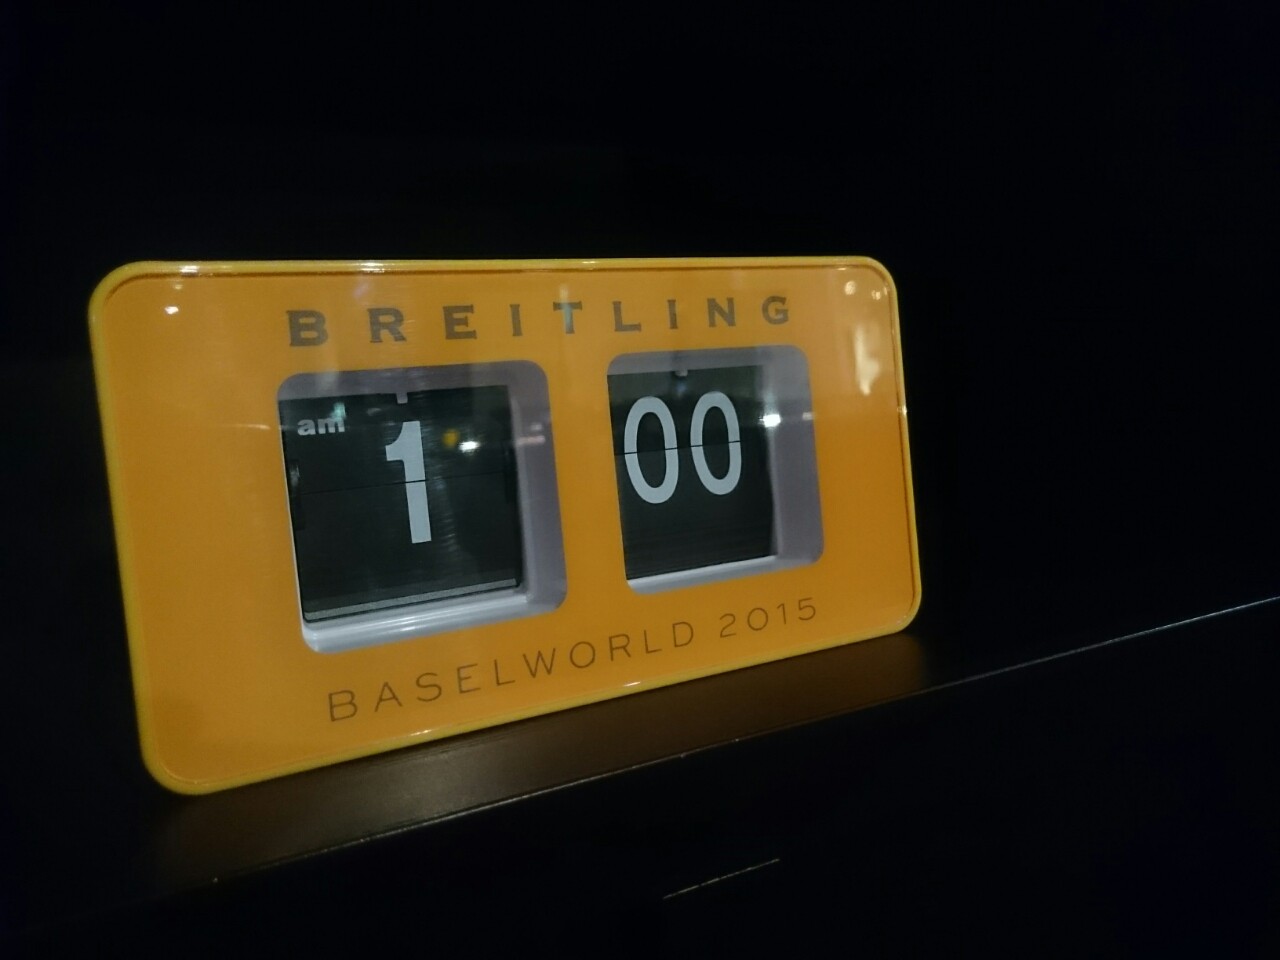 BREITLING
am 1 00
BASELWORLD 2015